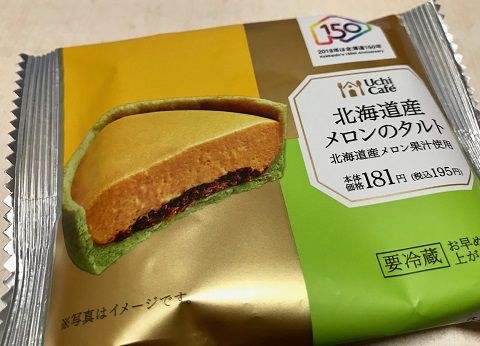 150
2018年は北海道150年
Hokkaido's 150th Anniversary
Uchi
Café
北海道産
メロンのタルト
北海道産メロン果汁使用
本体
価格 181円 (税込195円)
要冷蔵
お早め
上が
※写真はイメージです。